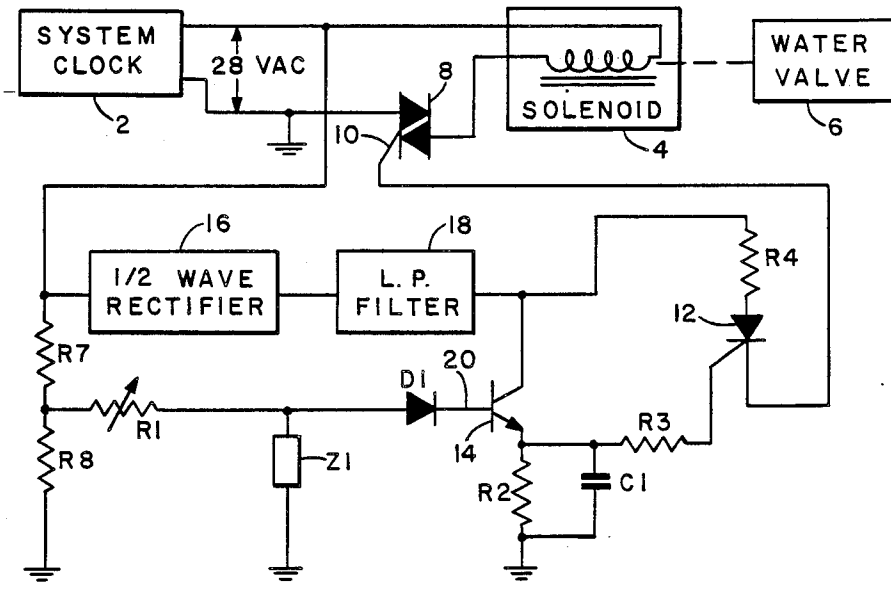 SYSTEM
CLOCK
2
28 VAC
8
10
SOLENOID
4
WATER
VALVE
6
16
1/2 WAVE
RECTIFIER
18
L. P.
FILTER
R4
12
R7
R1
R8
Z1
D1
20
14
R2
C1
R3